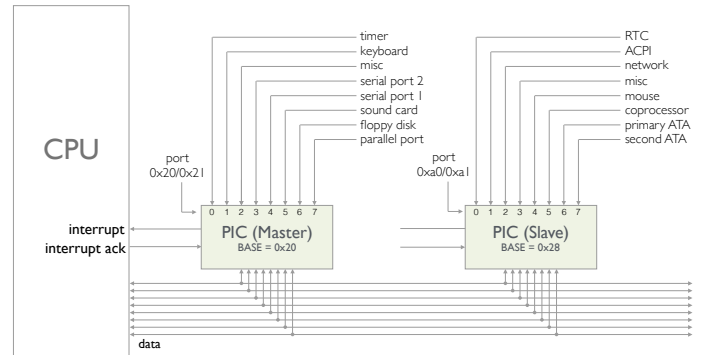 CPU
timer
keyboard
misc
serial port 2
serial port 1
sound card
floppy disk
parallel port
port
0x20/0x21
0 1 2 3 4 5 6 7
PIC (Master)
BASE = 0x20
interrupt
interrupt ack
RTC
ACPI
network
misc
mouse
coprocessor
primary ATA
second ATA
port
0xa0/0xa1
0 1 2 3 4 5 6 7
PIC (Slave)
BASE = 0x28
data